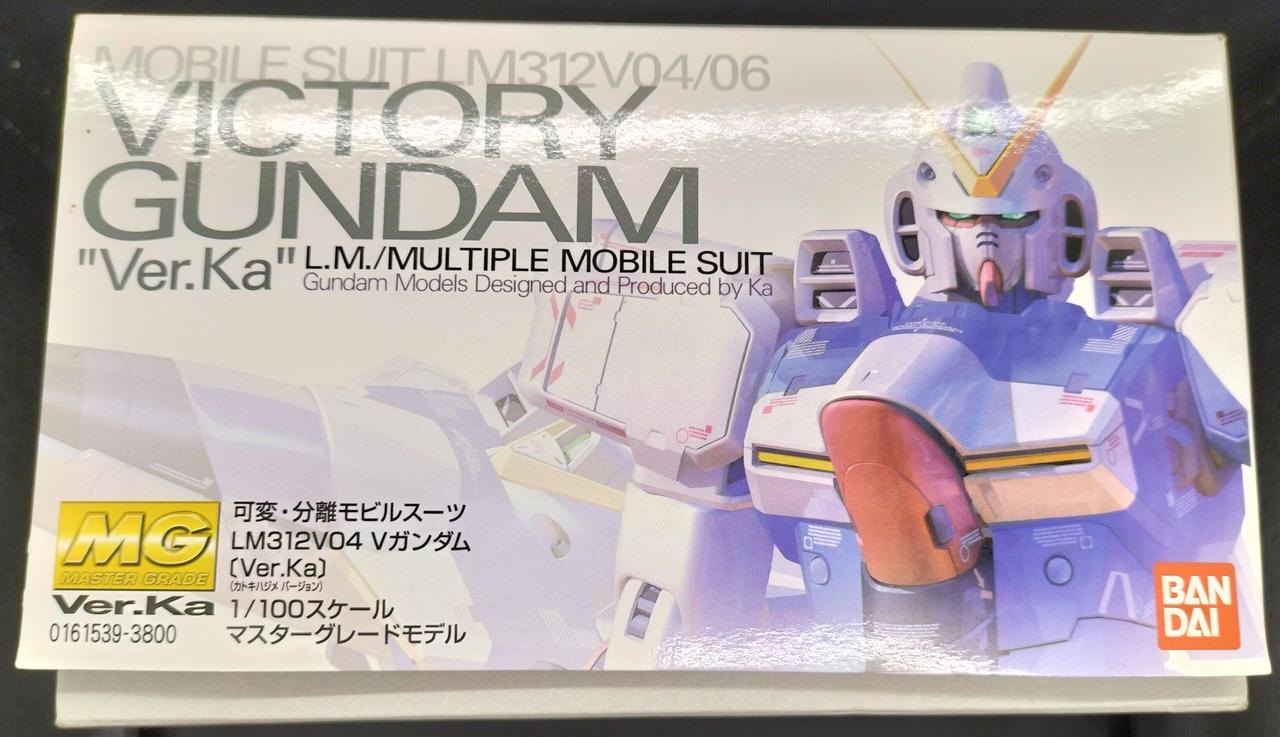 MOBILE SUIT LM312V04/06
VICTORY
GUNDAM
"Ver.Ka"
L.M./MULTIPLE MOBILE SUIT
Gundam Models Designed and Produced by Ka
MG
MASTER GRADE
Ver.Ka
0161539-3800
可変・分離モビルスーツ
LM312V04 Vガンダム
〔Ver.Ka〕
(カトキハジメ バージョン)
1/100スケール
マスターグレードモデル
BAN
DAI